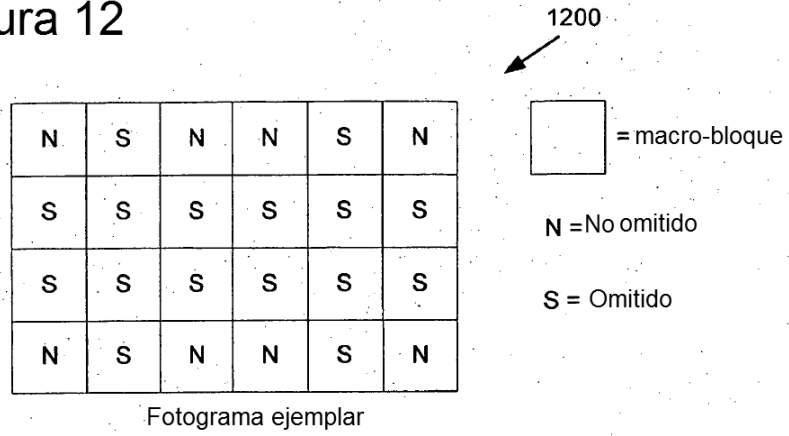 ura 12
1200
N S N N S N
S S S S S S
S S S S S S
N S N N S N
= macro-bloque
N =No omitido
S = Omitido
Fotograma ejemplar